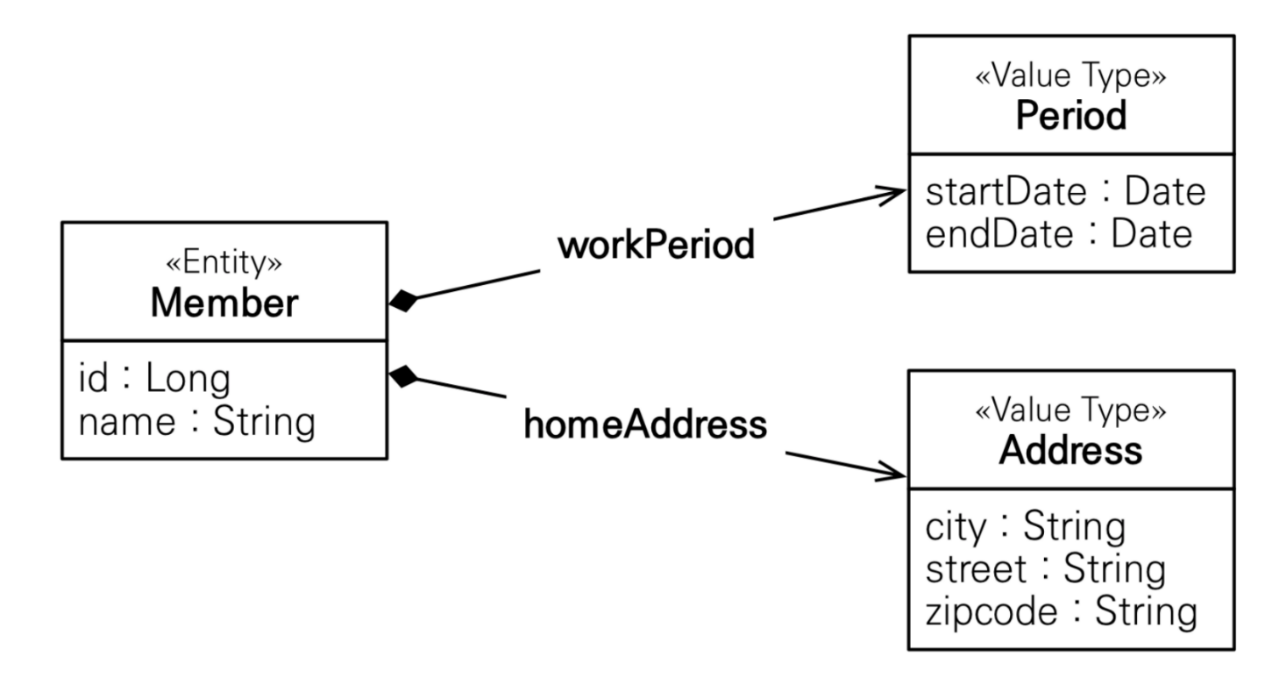 «Entity»
Member
id : Long
name : String
workPeriod
homeAddress
«Value Type»
Period
startDate : Date
endDate : Date
«Value Type»
Address
city : String
street : String
zipcode : String